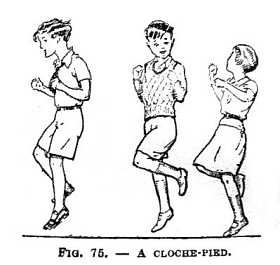 Fig. 75. — A CLOCHE-PIED.